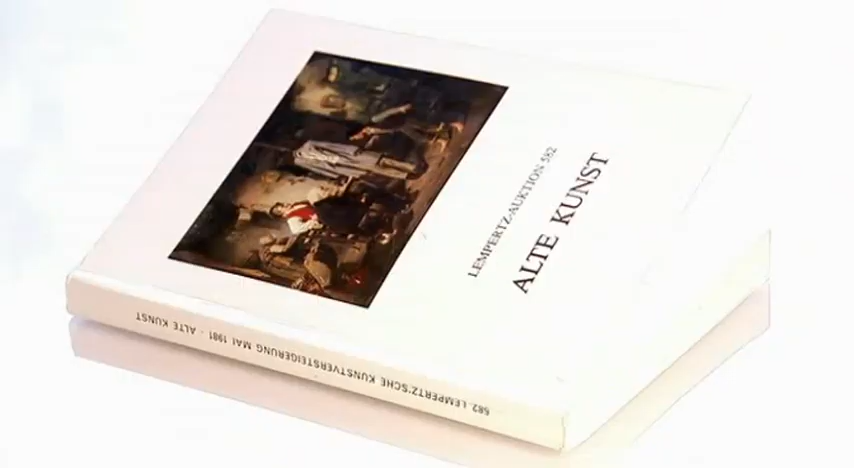 LEMPERTZ-AUKTION 582
ALTE KUNST
582. LEMPERTZ'SCHE KUNSTVERSTEIGERUNG MAI 1981 · ALTE KUNST